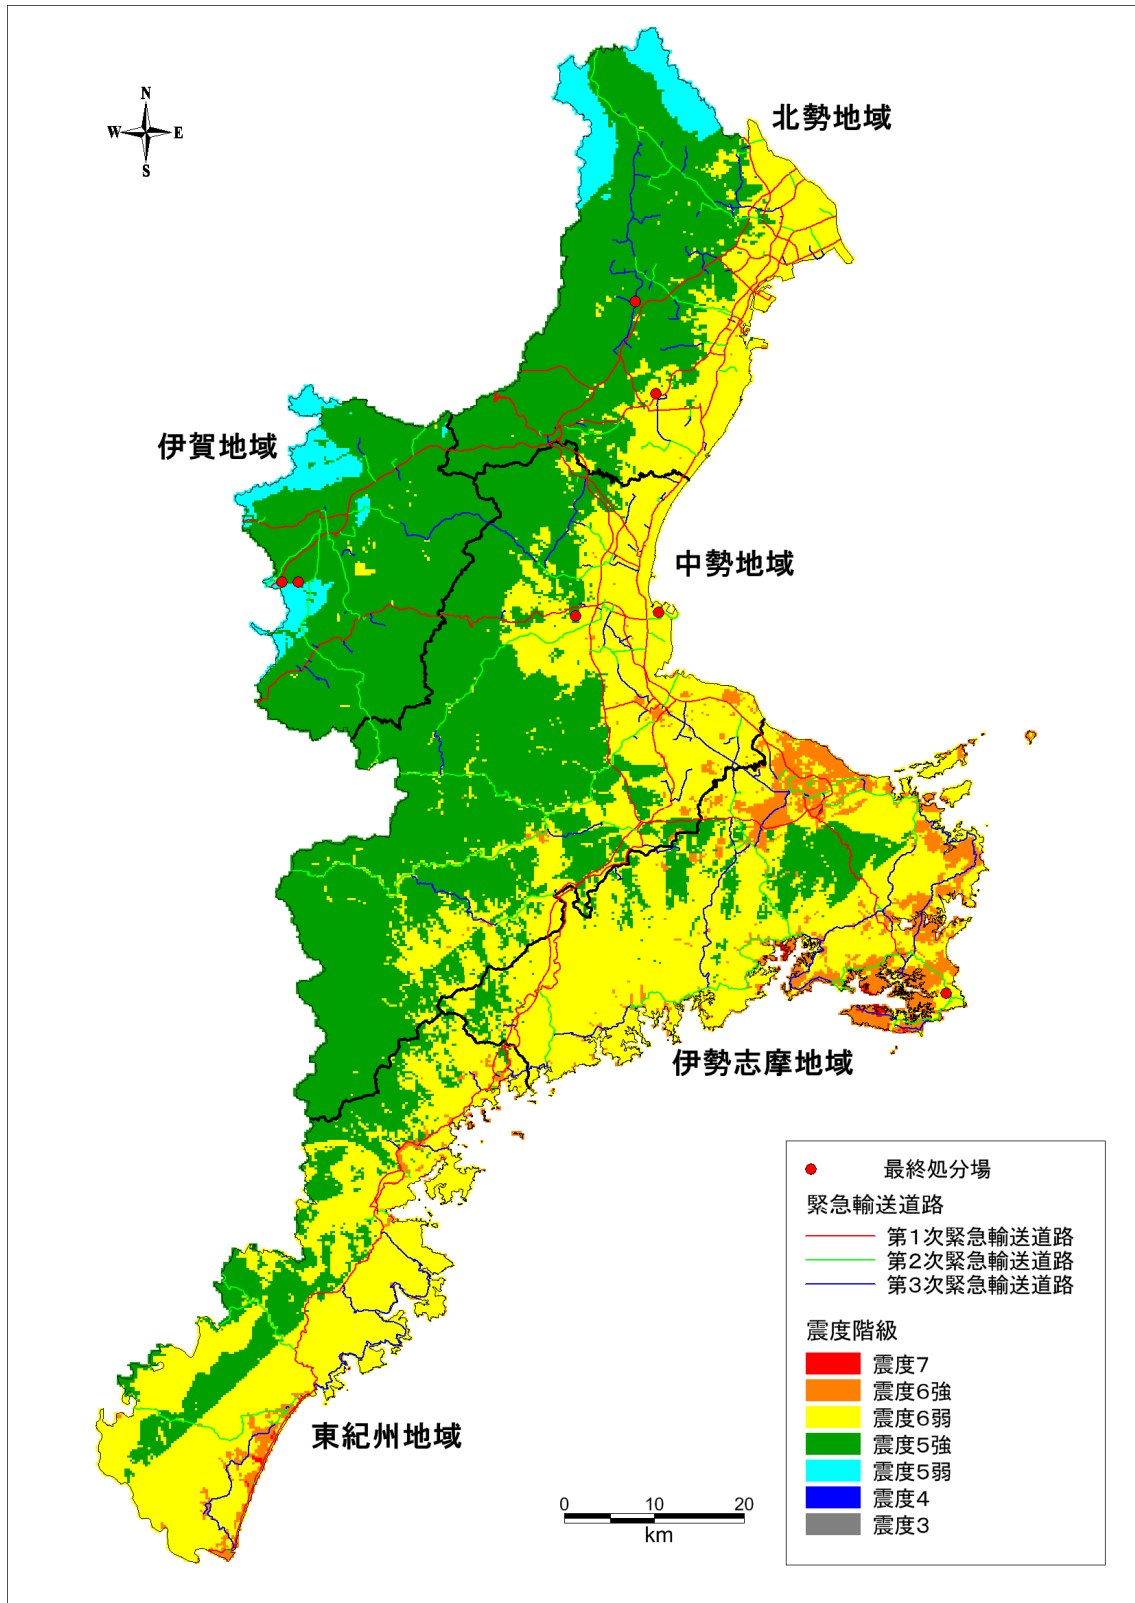 N
W E
S
北勢地域
伊賀地域
中勢地域
伊勢志摩地域
東紀州地域
最終処分場
緊急輸送道路
第1次緊急輸送道路
第2次緊急輸送道路
第3次緊急輸送道路
震度階級
震度7
震度6強
震度6弱
震度5強
震度5弱
震度4
震度3
0 10 20
km